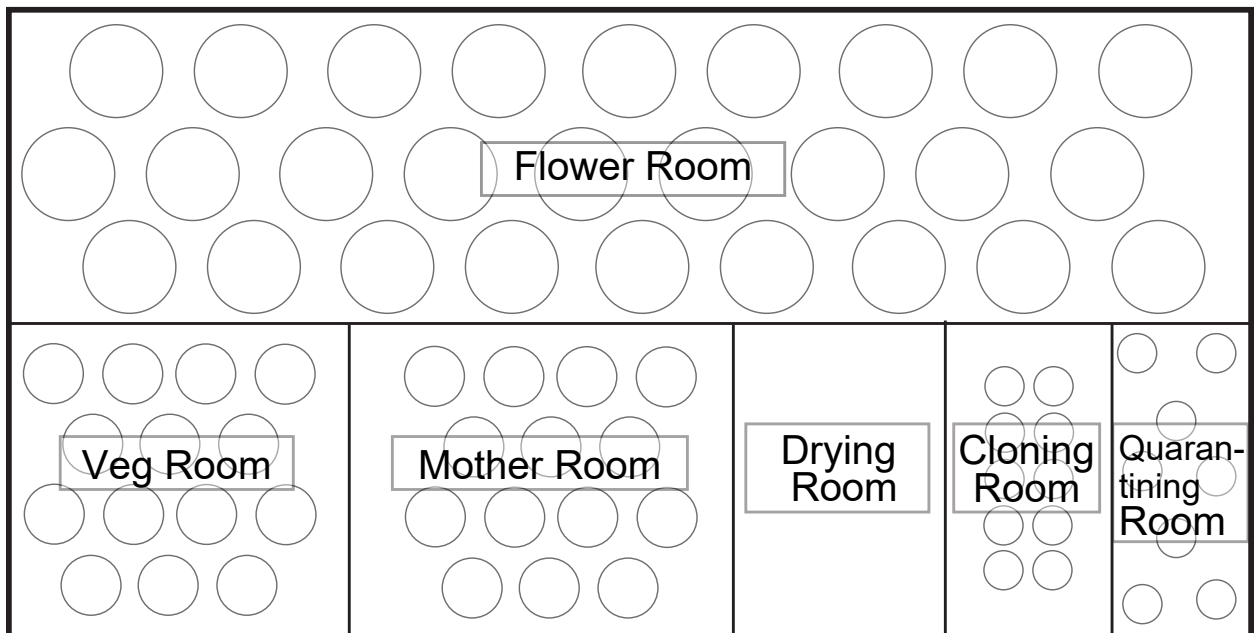 Flower Room
Veg Room
Mother Room
Drying
Room
Cloning
Room
Quaran-
tining
Room